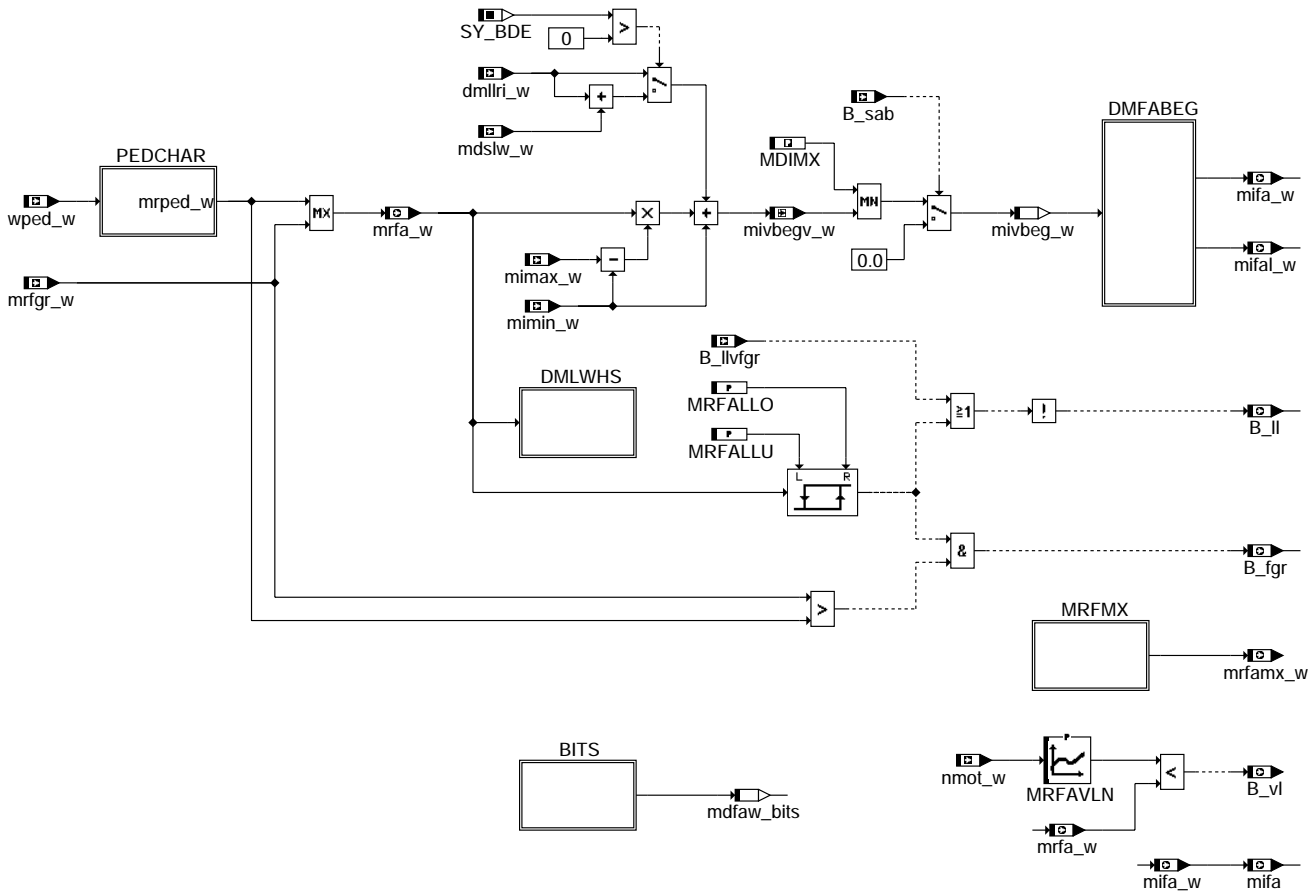 SY_BDE
>
0
dmllri_w
+
mdslw_w
B_sab
DMFABEG
MDIMX
PEDCHAR
wped_w
mrped_w
MX
mrfa_w
X
+
mivbegv_w
MN
mivbeg_w
mifa_w
mrfgr_w
mimax_w
-
0.0
mifal_w
mimin_w
B_llvfgr
DMLWHS
MRFALLO
≥1
!
B_ll
MRFALLU
L R
&
B_fgr
>
MRFMX
mrfamx_w
BITS
mdfaw_bits
nmot_w
P
MRFAVLN
<
B_vl
mrfa_w
mifa_w
mifa